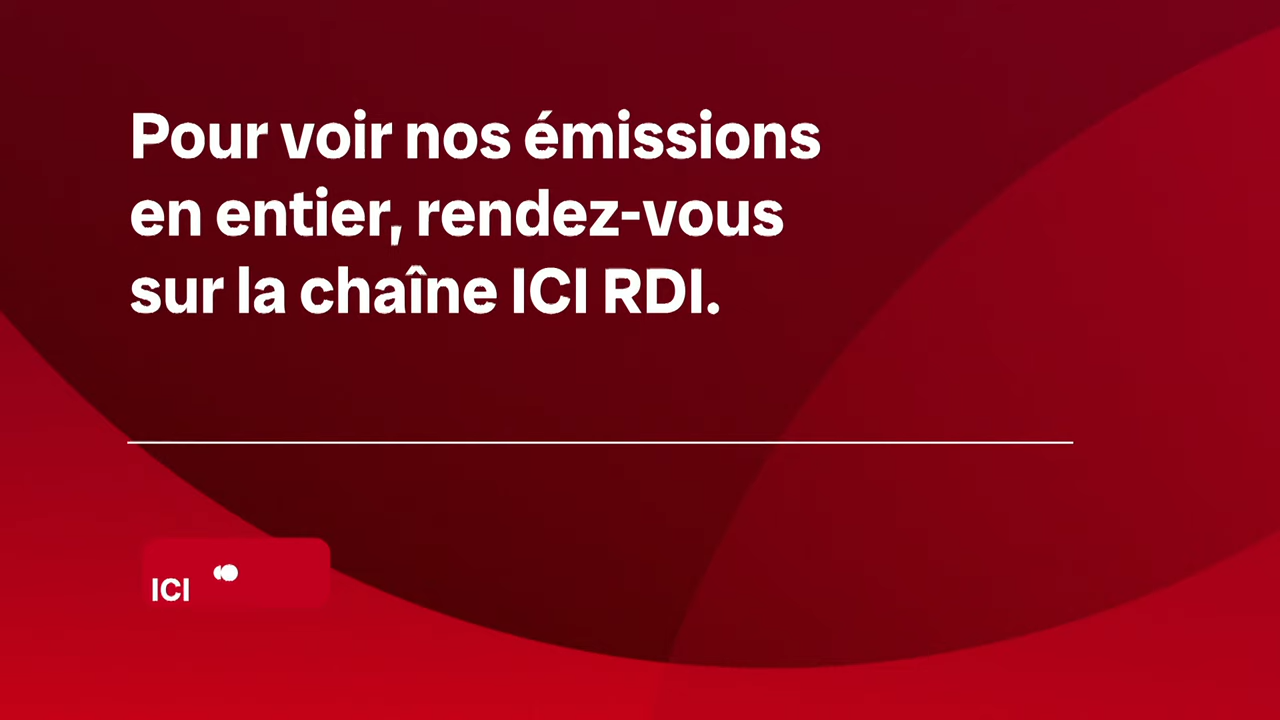 Pour voir nos émissions
en entier, rendez-vous
sur la chaîne ICI RDI.
ICI